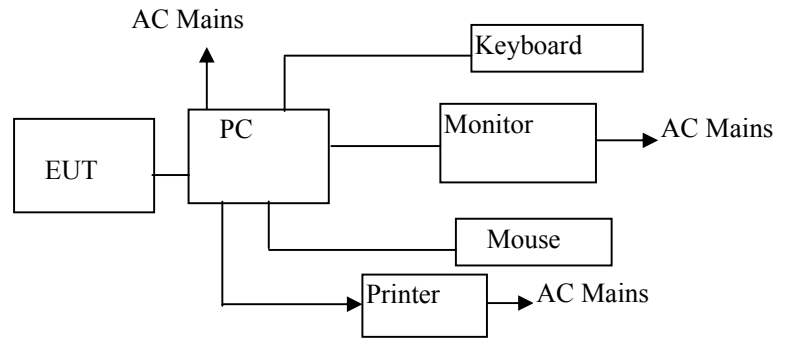 AC Mains
Keyboard
PC
Monitor
AC Mains
EUT
Mouse
Printer
AC Mains